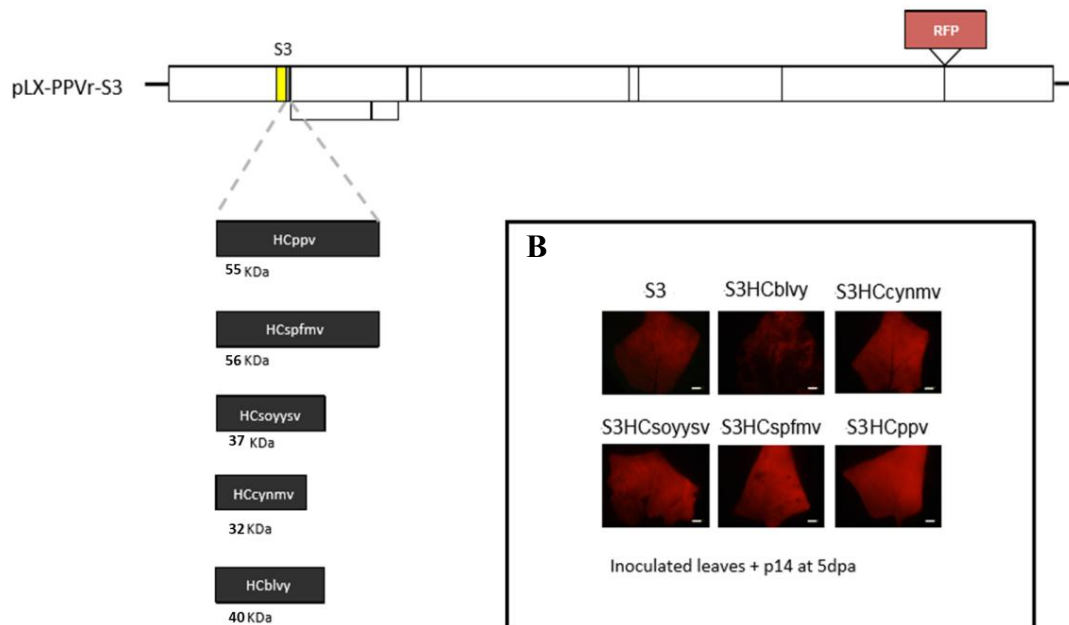 RFP
S3
pLX-PPVr-S3
HCppv
55 KDa
HCspfmv
56 KDa
HCsoyysv
37 KDa
HCcynmv
32 KDa
HCblvy
40 KDa
B
S3 S3HCblvy S3HCcynmv
S3HCsoyysv S3HCspfmv S3HCppv
Inoculated leaves + p14 at 5dpa